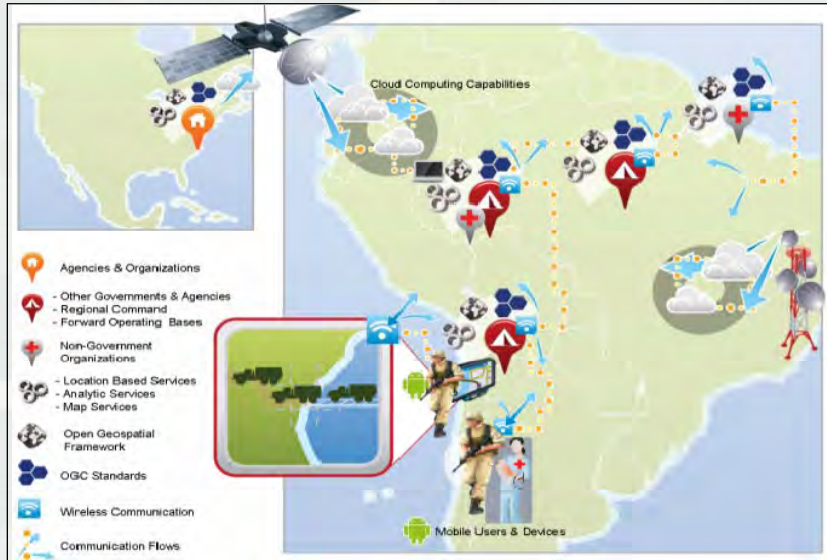 Cloud Computing Capabilities
Agencies & Organizations
- Other Governments & Agencies
- Regional Command
- Forward Operating Bases
Non-Government
Organizations
- Location Based Services
- Analytic Services
- Map Services
Open Geospatial
Framework
OGC Standards
Wireless Communication
Communication Flows
Mobile Users & Devices